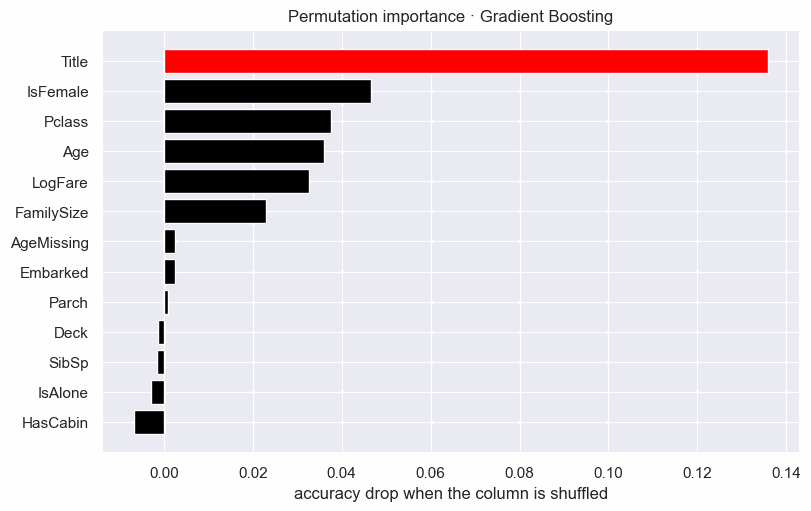 Permutation importance · Gradient Boosting
Title
IsFemale
Pclass
Age
LogFare
FamilySize
AgeMissing
Embarked
Parch
Deck
SibSp
IsAlone
HasCabin
0.00 0.02 0.04 0.06 0.08 0.10 0.12 0.14
accuracy drop when the column is shuffled